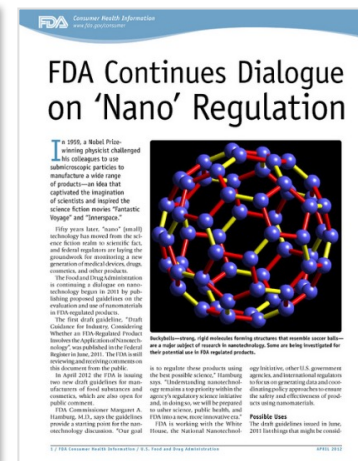 FDA
Consumer Health Information
www.fda.gov/consumer
FDA Continues Dialogue
on ‘Nano’ Regulation
In 1959, a Nobel Prize-
winning physicist challenged
his colleagues to use
submicroscopic particles to
manufacture a wide range
of products—an idea that
captivated the imagination
of scientists and inspired the
science fiction movies “Fantastic
Voyage” and “Innerspace.”
Fifty years later, “nano” (small)
technology has moved from the sci-
ence fiction realm to scientific fact,
and federal regulators are laying the
groundwork for monitoring a new
generation of medical devices, drugs,
cosmetics, and other products.
The Food and Drug Administration
is continuing a dialogue on nano-
technology begun in 2011 by pub-
lishing proposed guidelines on the
evaluation and use of nanomaterials
in FDA-regulated products.
The first draft guideline, “Draft
Guidance for Industry, Considering
Whether an FDA-Regulated Product
Involves the Application of Nanotech-
nology”, was published in the Federal
Register in June, 2011. The FDA is still
reviewing and receiving comments on
this document from the public.
In April 2012 the FDA is issuing
two new draft guidelines for man-
ufacturers of food substances and
cosmetics, which are also open for
public comment.
FDA Commissioner Margaret A.
Hamburg, M.D., says the guidelines
provide a starting point for the nan-
otechnology discussion. “Our goal
Buckyballs—strong, rigid molecules forming structures that resemble soccer balls—
are a major subject of research in nanotechnology. Some are being investigated for
their potential use in FDA regulated products.
is to regulate these products using
the best possible science,” Hamburg
says. “Understanding nanotechnol-
ogy remains a top priority within the
agency’s regulatory science initiative
and, in doing so, we will be prepared
to usher science, public health, and
FDA into a new, more innovative era.”
FDA is working with the White
House, the National Nanotechnol-
ogy Initiative, other U.S. government
agencies, and international regulators
to focus on generating data and coor-
dinating policy approaches to ensure
the safety and effectiveness of prod-
ucts using nanomaterials.
Possible Uses
The draft guidelines issued in June,
2011 list things that might be consid-
1 / FDA Consumer Health Information / U.S. Food and Drug Administration
APRIL 2012